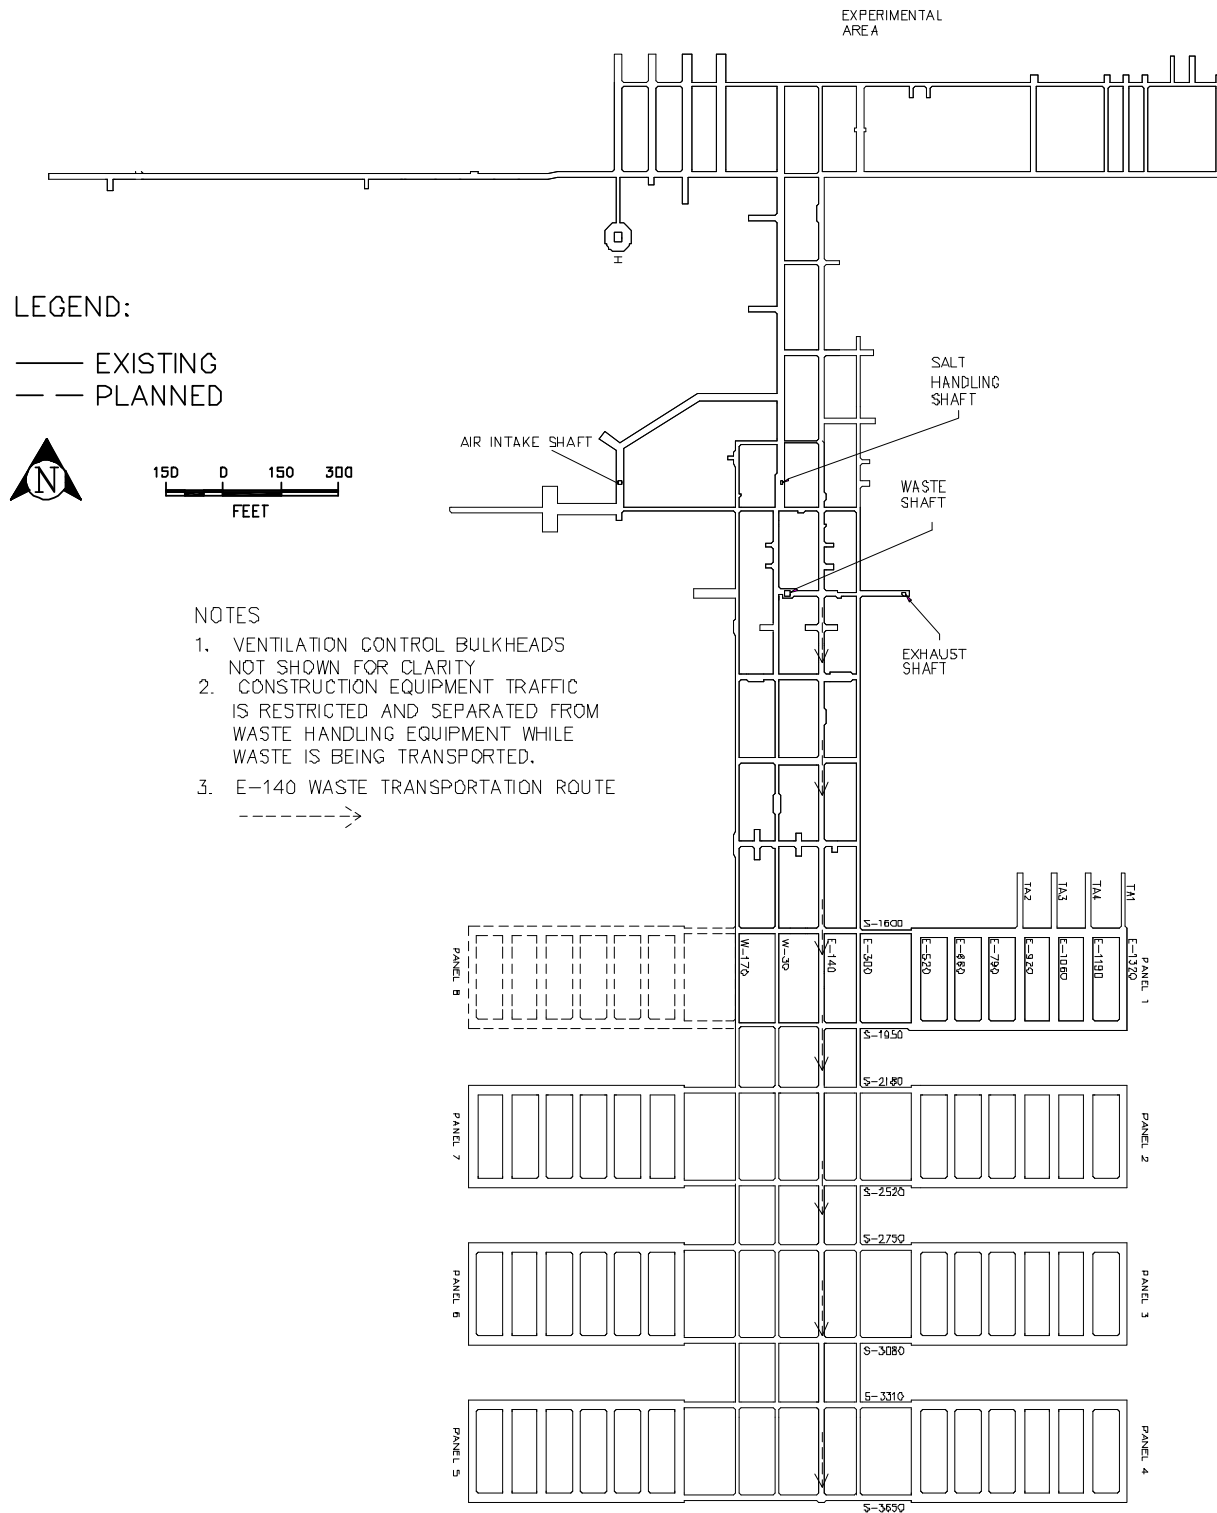 EXPERIMENTAL
AREA
LEGEND:
EXISTING
PLANNED
N
150 0 150 300
FEET
AIR INTAKE SHAFT
SALT
HANDLING
SHAFT
WASTE
SHAFT
EXHAUST
SHAFT
H
NOTES
1. VENTILATION CONTROL BULKHEADS
NOT SHOWN FOR CLARITY
2. CONSTRUCTION EQUIPMENT TRAFFIC
IS RESTRICTED AND SEPARATED FROM
WASTE HANDLING EQUIPMENT WHILE
WASTE IS BEING TRANSPORTED.
3. E-140 WASTE TRANSPORTATION ROUTE
TA2
TA3
TA4
TA1
S-1600
W-170
W-30
E-140
E-300
E-520
E-660
E-790
E-920
E-1060
E-1190
E-1320
PANEL 1
PANEL 8
S-1950
S-2180
PANEL 7
PANEL 2
S-2520
S-2750
PANEL 6
PANEL 3
S-3080
S-3310
PANEL 5
PANEL 4
S-3650